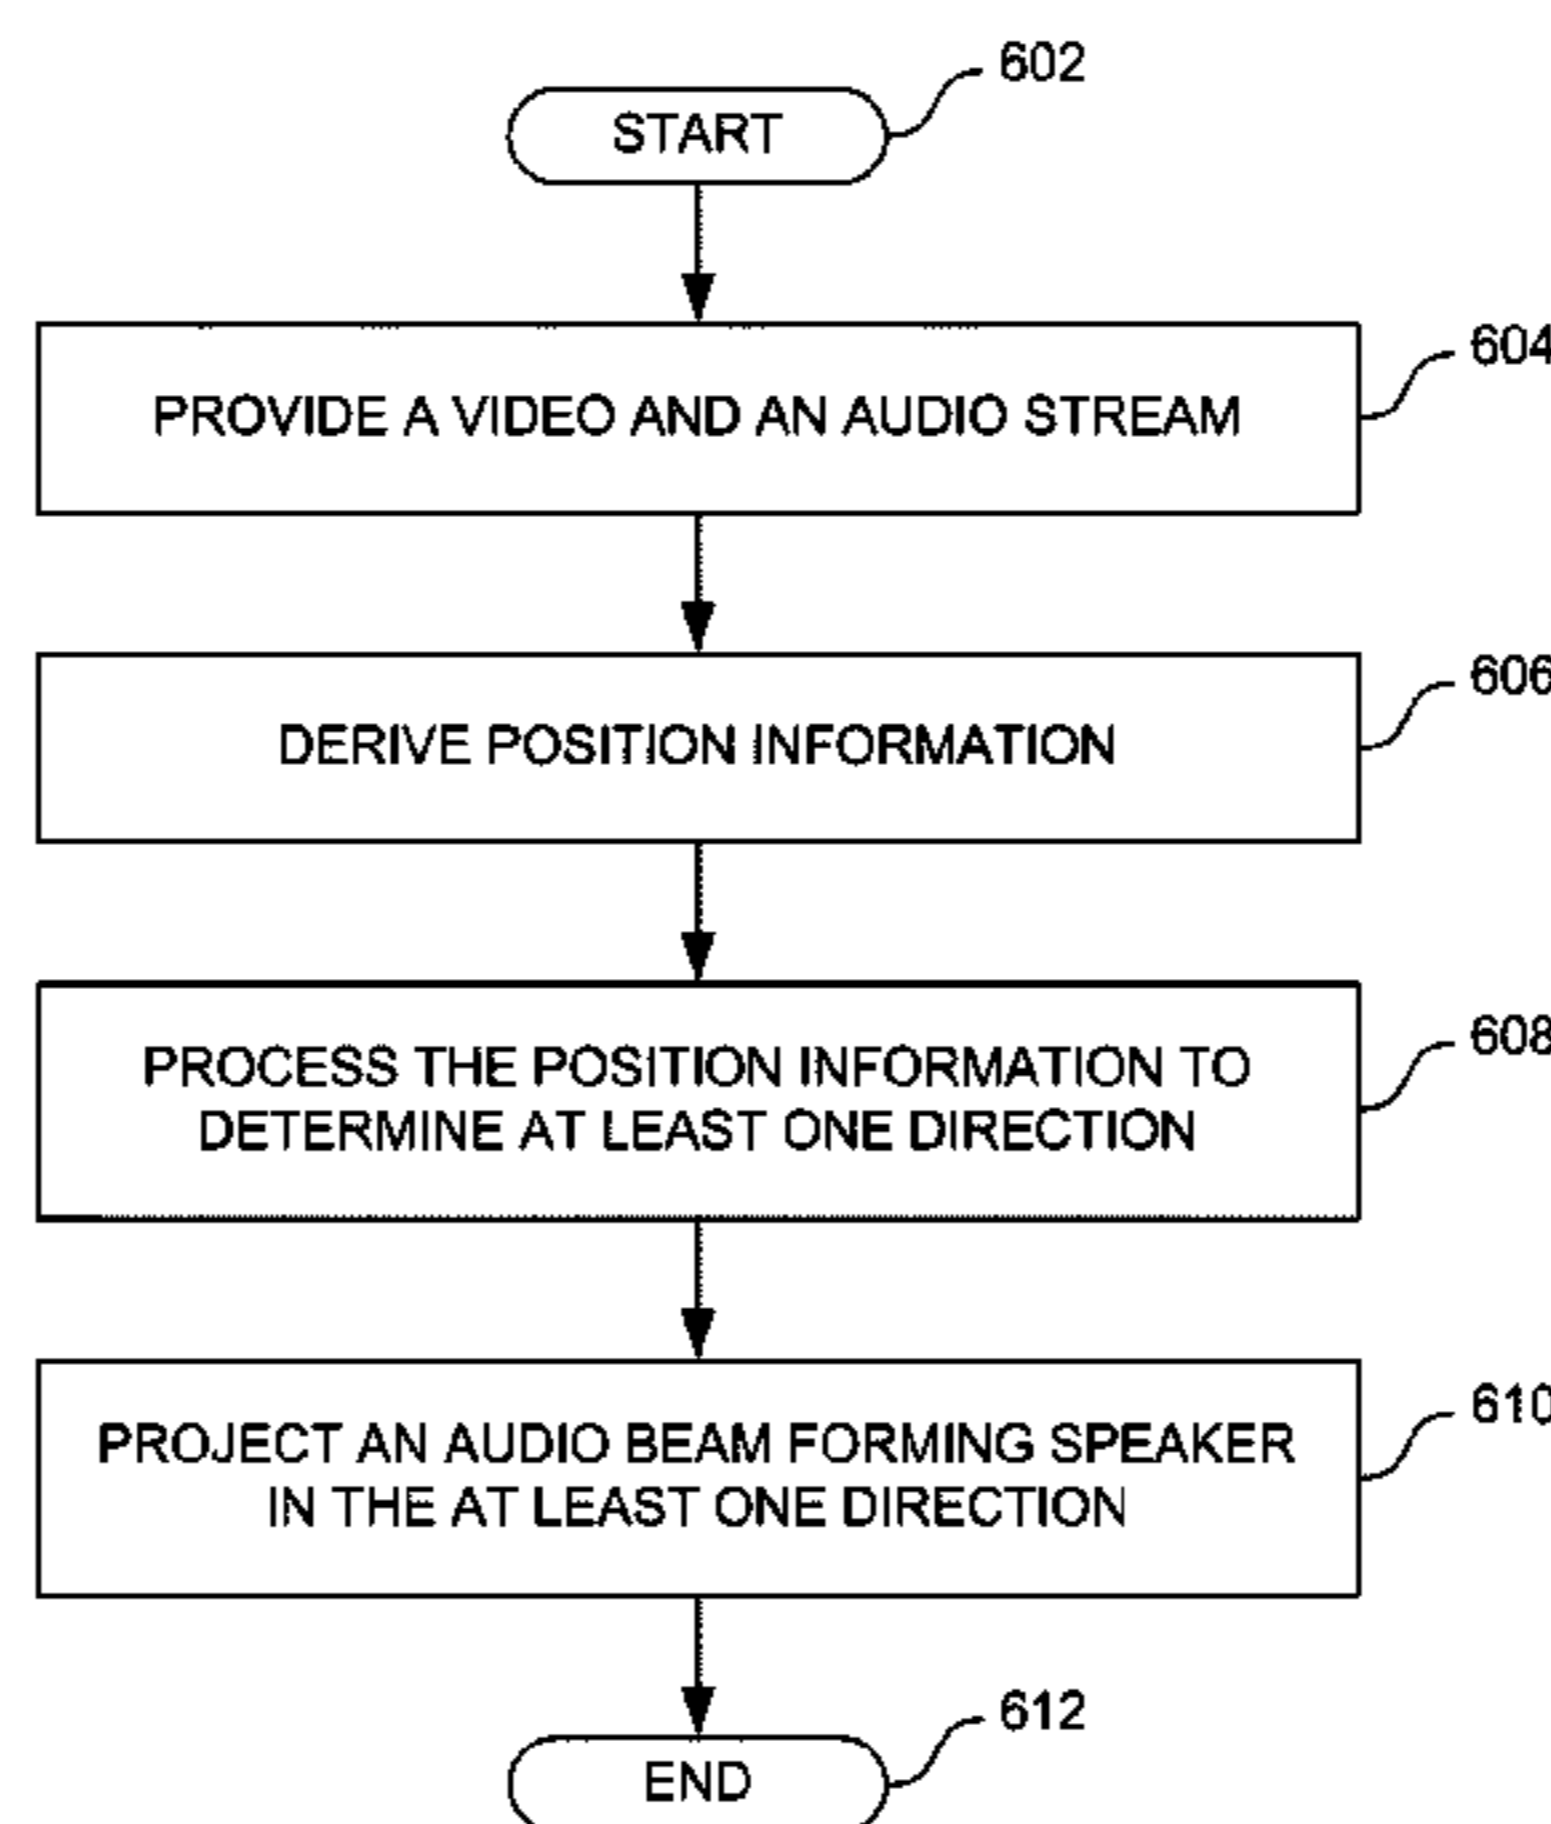 602
START
604
PROVIDE A VIDEO AND AN AUDIO STREAM
606
DERIVE POSITION INFORMATION
608
PROCESS THE POSITION INFORMATION TO
DETERMINE AT LEAST ONE DIRECTION
610
PROJECT AN AUDIO BEAM FORMING SPEAKER
IN THE AT LEAST ONE DIRECTION
612
END